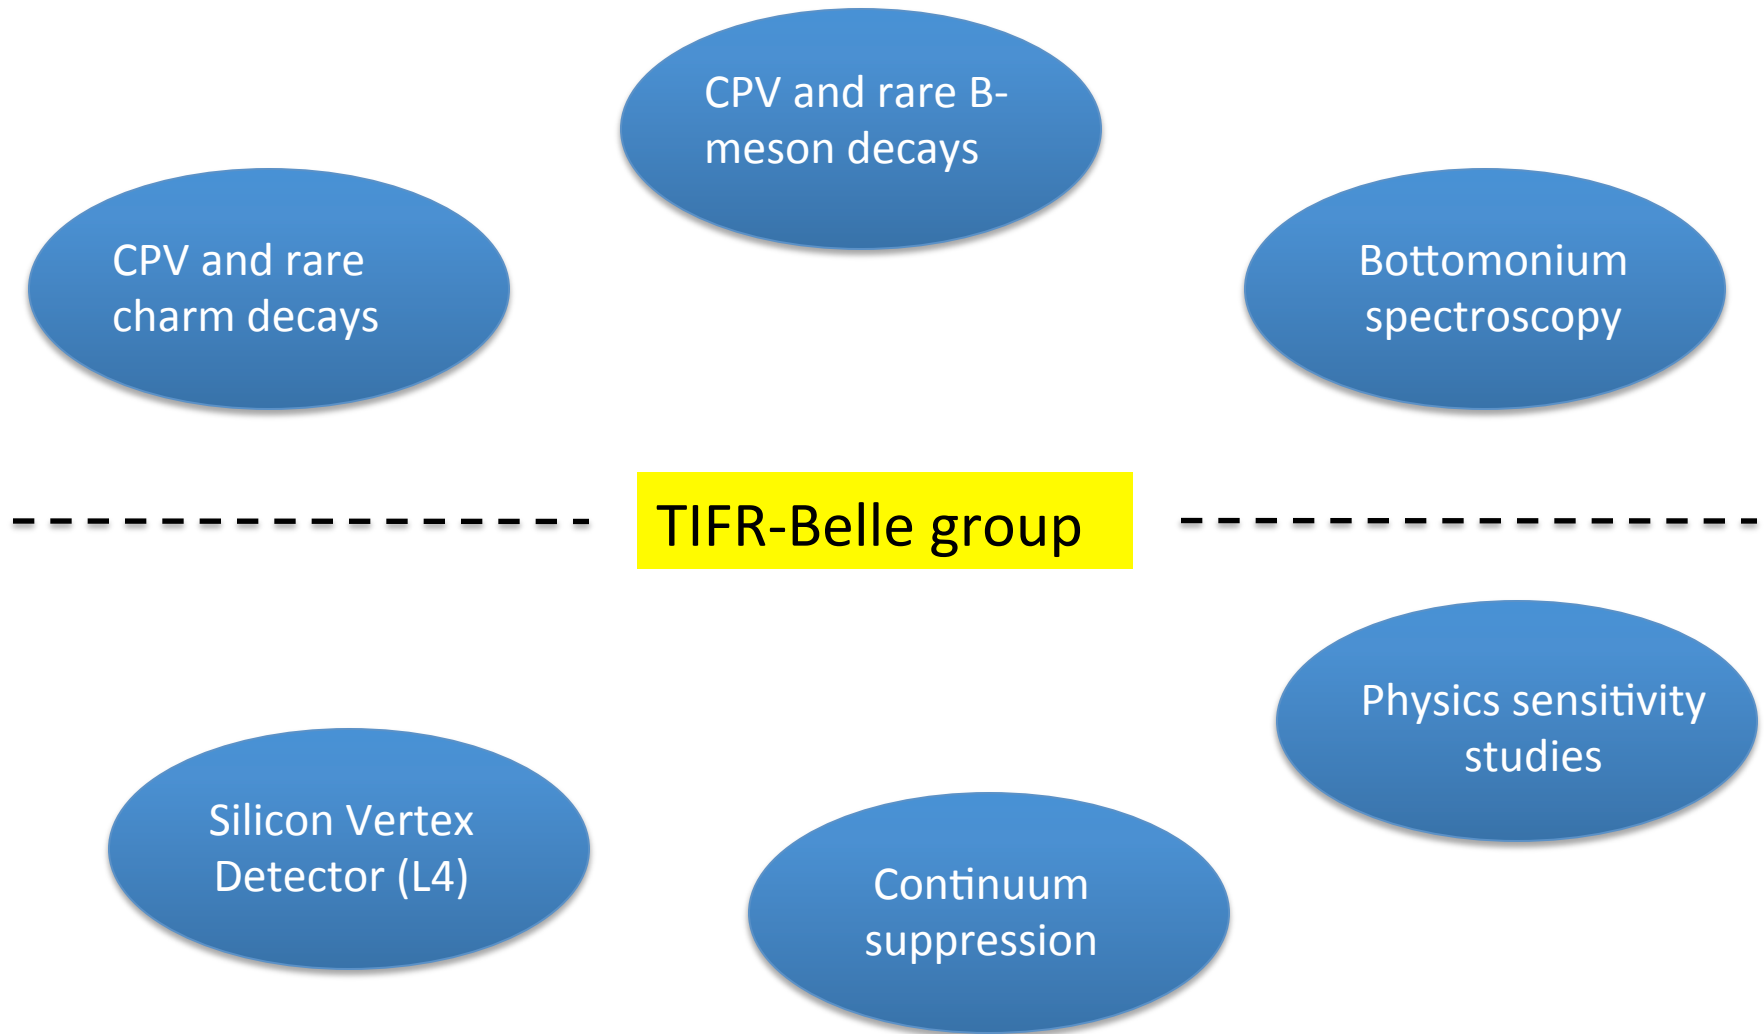 CPV and rare B-
meson decays
CPV and rare
charm decays
Bottomonium
spectroscopy
TIFR-Belle group
Physics sensitivity
studies
Silicon Vertex
Detector (L4)
Continuum
suppression